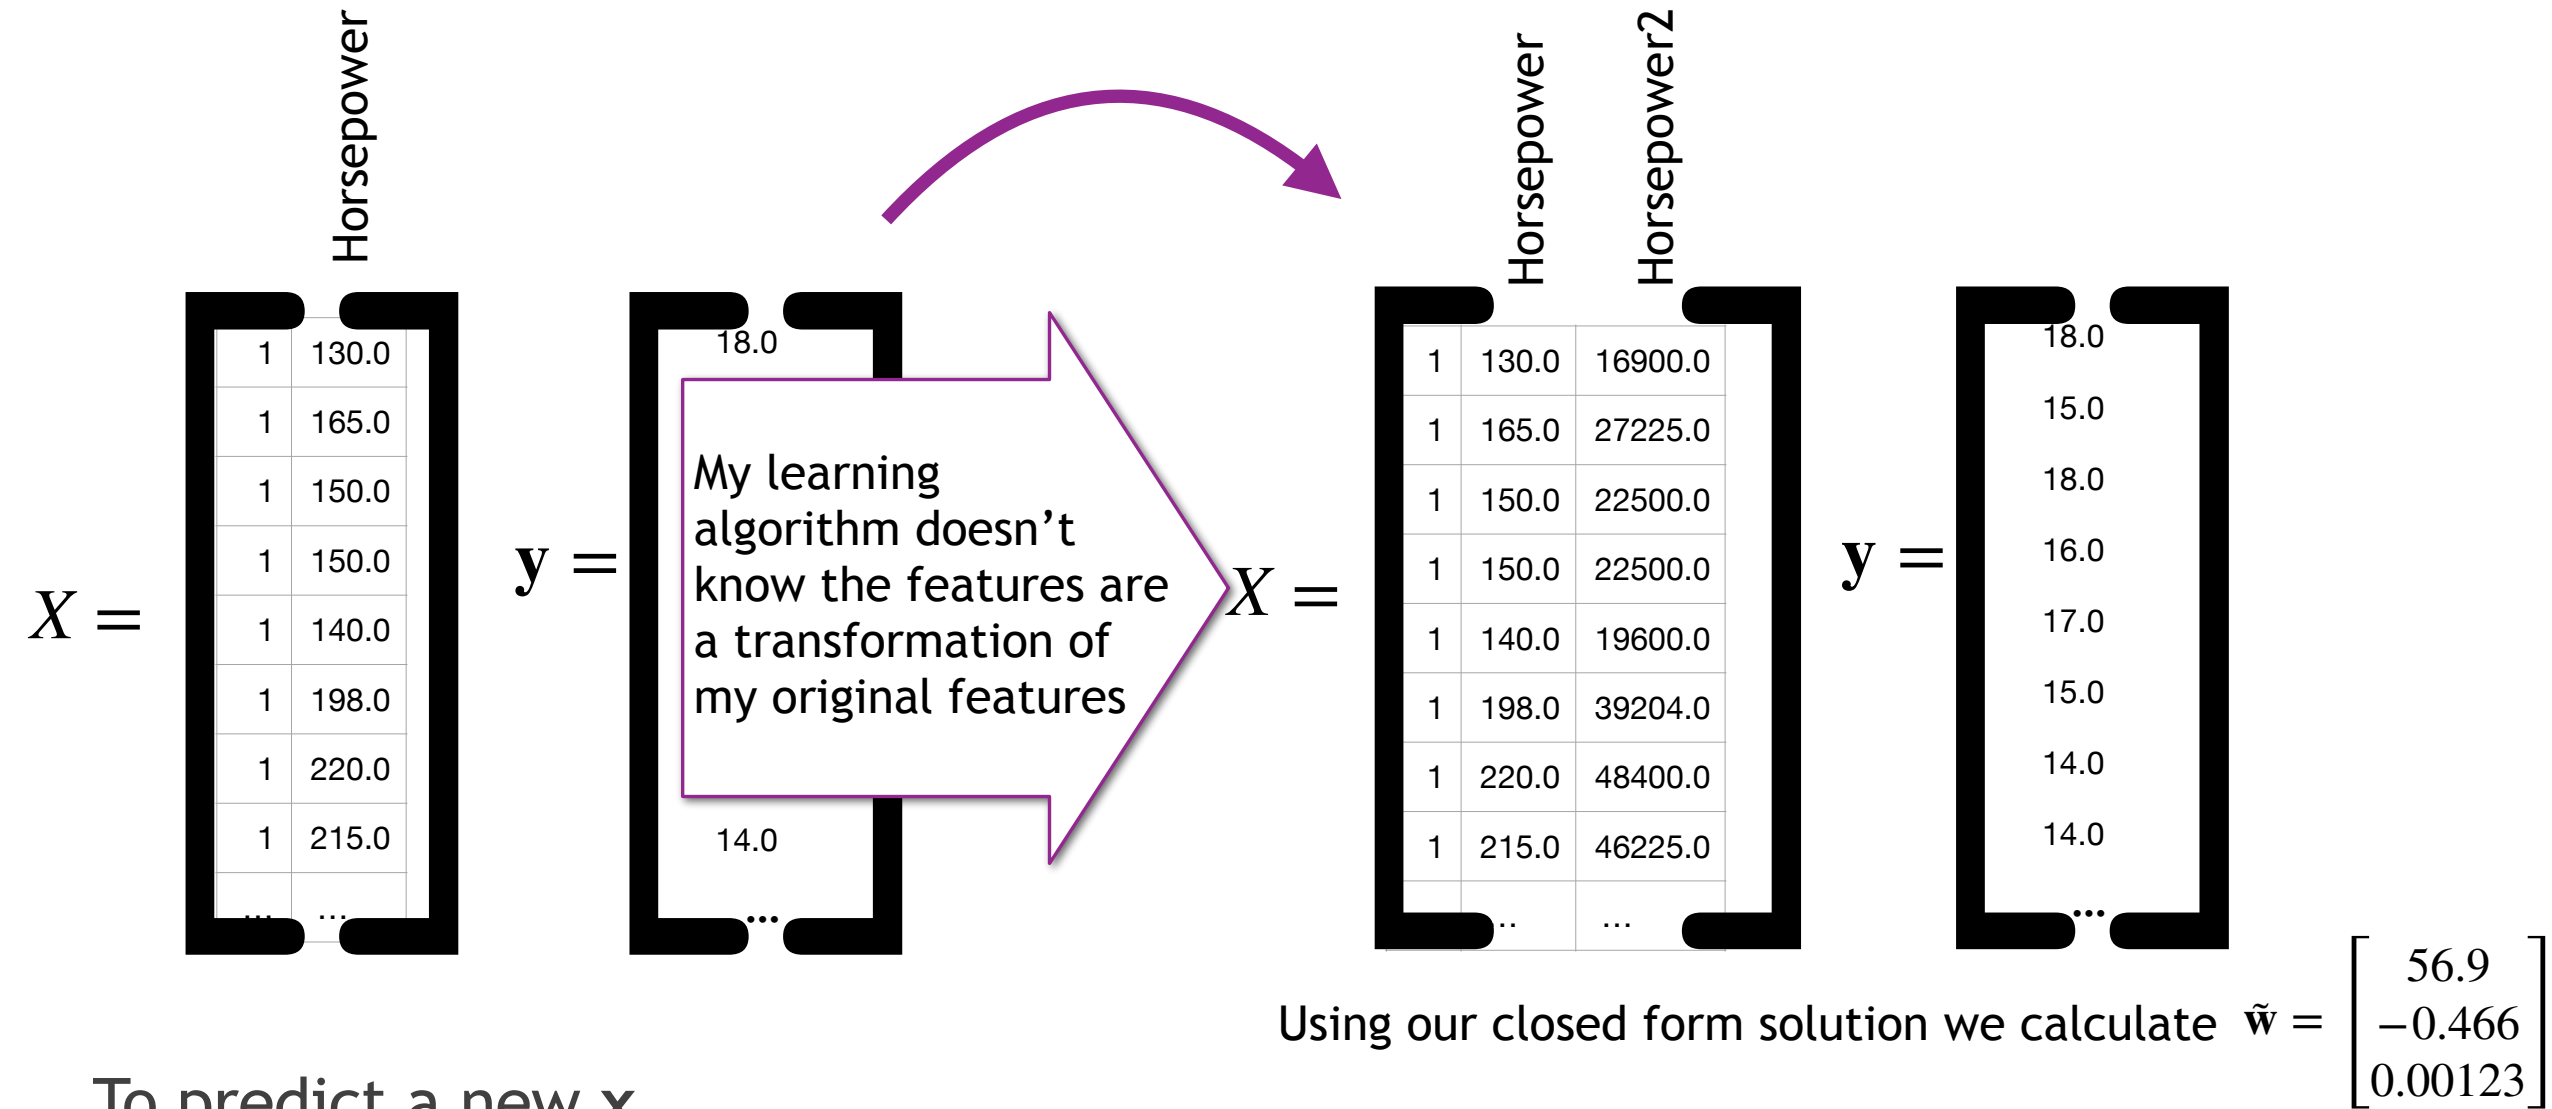 Horsepower
X =
1 130.0
1 165.0
1 150.0
1 150.0
1 140.0
1 198.0
1 220.0
1 215.0
... ...
y =
18.0
14.0
...
My learning
algorithm doesn’t
know the features are
a transformation of
my original features
Horsepower Horsepower2
X =
1 130.0 16900.0
1 165.0 27225.0
1 150.0 22500.0
1 150.0 22500.0
1 140.0 19600.0
1 198.0 39204.0
1 220.0 48400.0
1 215.0 46225.0
.. ...
y =
18.0
15.0
18.0
16.0
17.0
15.0
14.0
14.0
...
Using our closed form solution we calculate w̃ =
56.9
−0.466
0.00123
To predict a new x